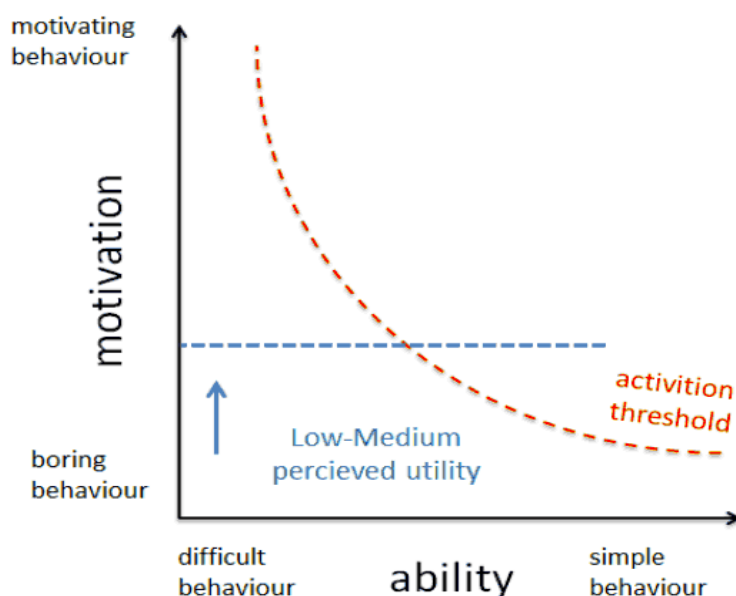 motivating
behaviour
motivation
activition
threshold
Low-Medium
percieved utility
boring
behaviour
difficult
behaviour
ability
simple
behaviour